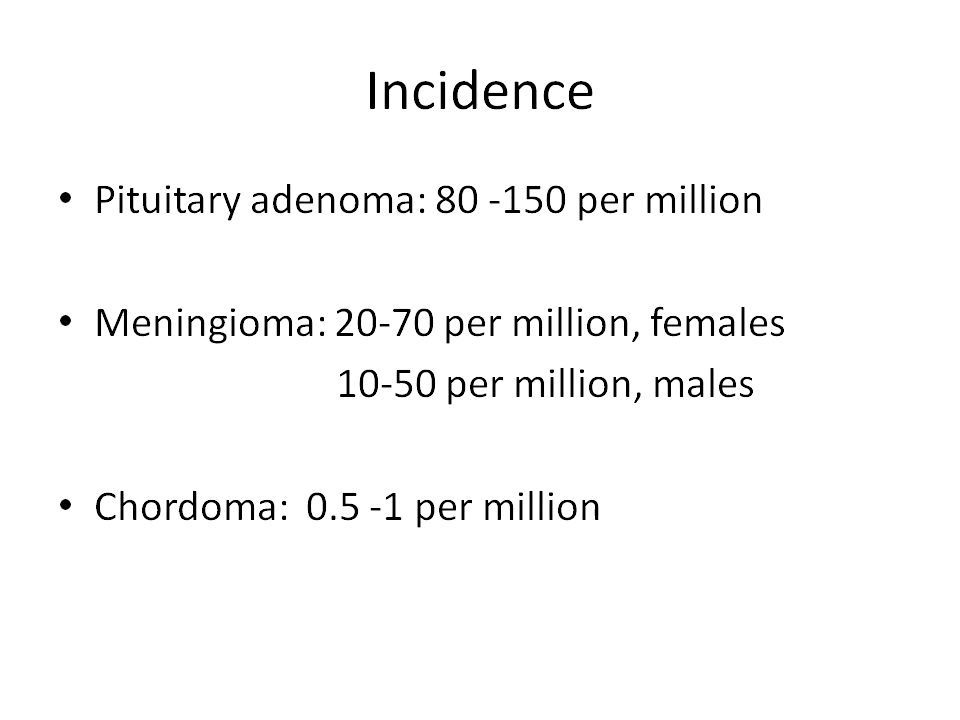 Incidence
• Pituitary adenoma: 80 -150 per million
• Meningioma: 20-70 per million, females
10-50 per million, males
• Chordoma:  0.5 -1 per million